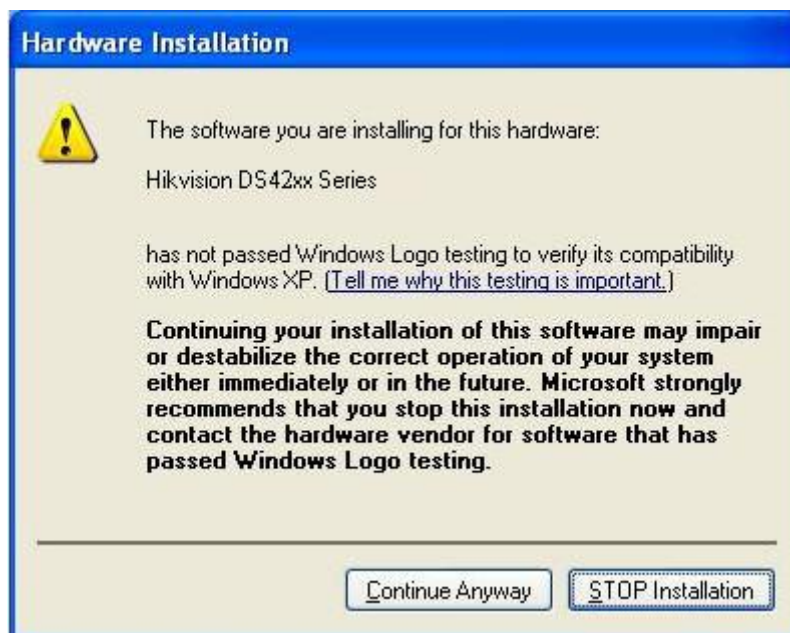 Hardware Installation
The software you are installing for this hardware:
Hikvision DS42xx Series
has not passed Windows Logo testing to verify its compatibility
with Windows XP. (Tell me why this testing is important.)
Continuing your installation of this software may impair
or destabilize the correct operation of your system
either immediately or in the future. Microsoft strongly
recommends that you stop this installation now and
contact the hardware vendor for software that has
passed Windows Logo testing.
Continue Anyway
STOP Installation